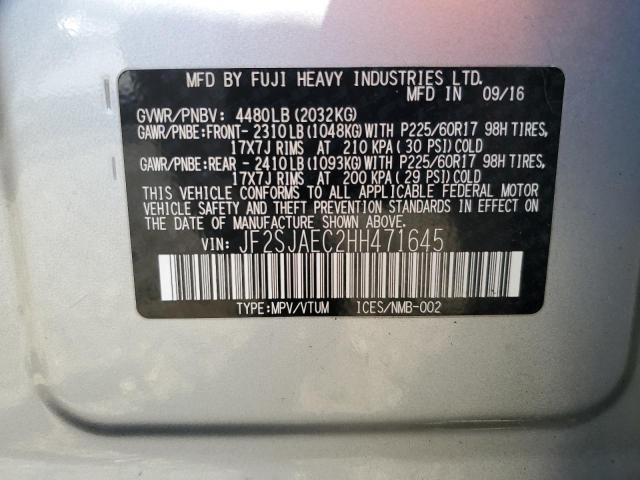 MFD BY FUJI HEAVY INDUSTRIES LTD.
MFD IN 09/16
GVWR/PNBV: 4480LB(2032KG)
GAWR/PNBE:FRONT-2310LB(1048KG)WITH P225/60R17 98H TIRES,
17X7J RIMS AT 210 KPA(30 PSI)COLD
GAWR/PNBE:REAR -2410LB(1093KG)WITH P225/60R17 98H TIRES,
17X7J RIMS AT 200 KPA(29 PSI)COLD
THIS VEHICLE CONFORMS TO ALL APPLICABLE FEDERAL MOTOR
VEHICLE SAFETY AND THEFT PREVENTION STANDARDS IN EFFECT ON
THE DATE OF MANUFACTURE SHOWN ABOVE.
VIN: JF2SJAEC2HH471645
TYPE:MPV/VTUM ICES/NMB-002